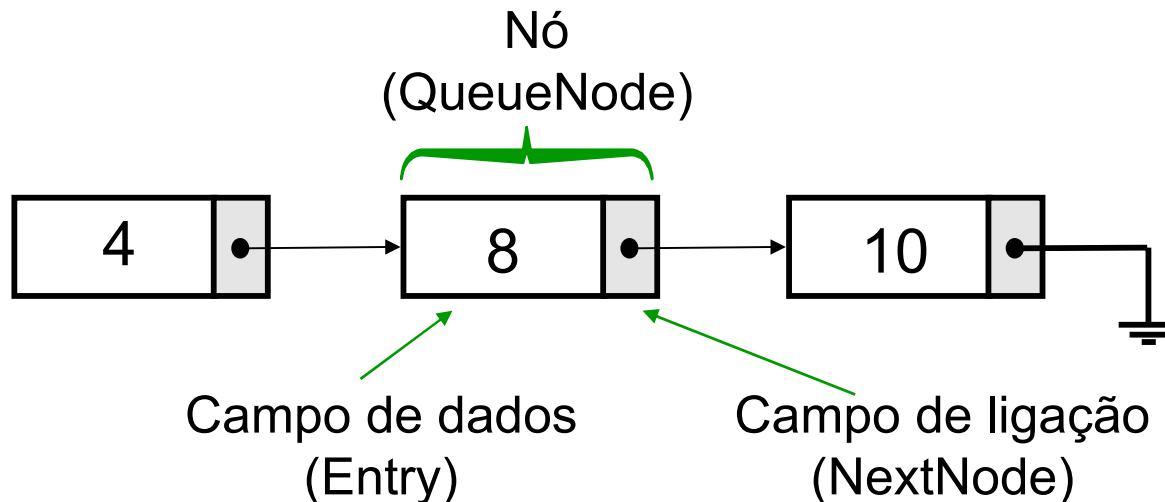 Nó
(QueueNode)
4
8
10
Campo de dados
(Entry)
Campo de ligação
(NextNode)